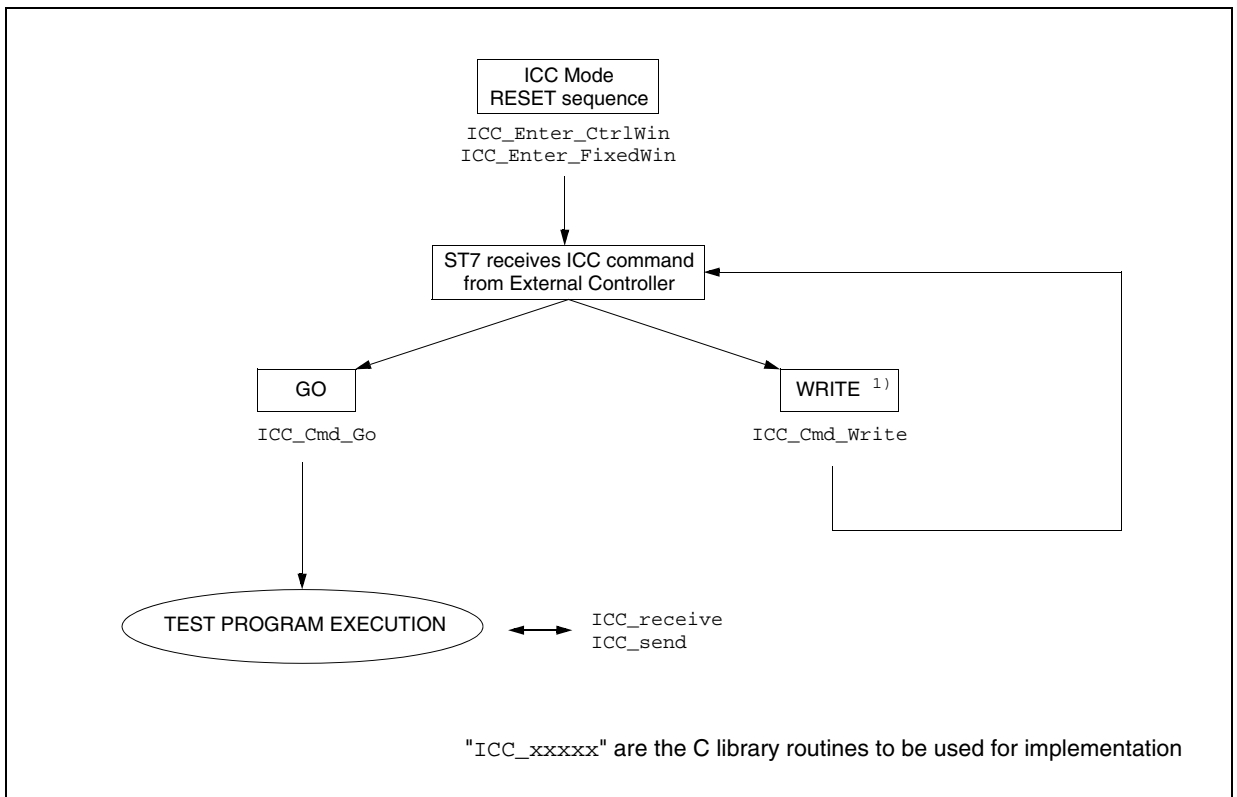 ICC Mode
RESET sequence
ICC_Enter_CtrlWin
ICC_Enter_FixedWin
ST7 receives ICC command
from External Controller
GO
WRITE 1)
ICC_Cmd_Go
ICC_Cmd_Write
TEST PROGRAM EXECUTION
ICC_receive
ICC_send
"ICC_xxxxx" are the C library routines to be used for implementation